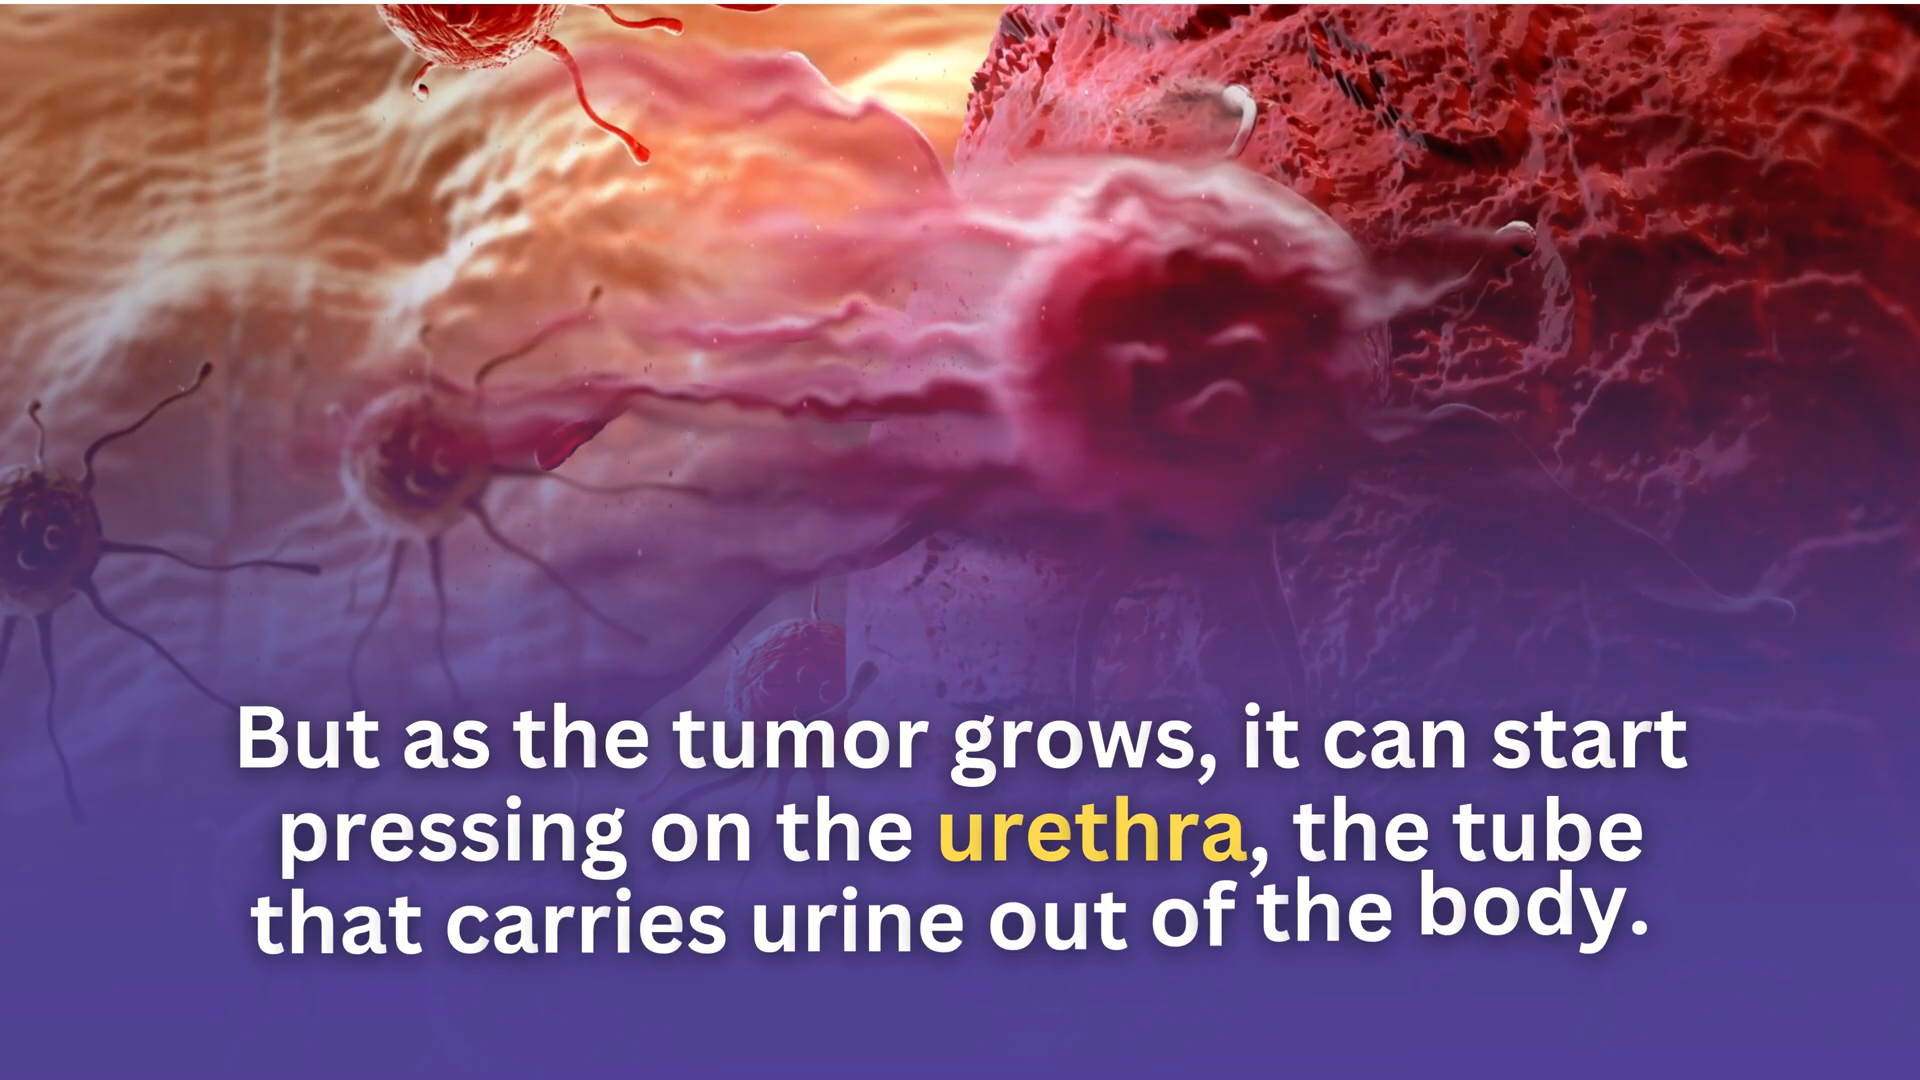 But as the tumor grows, it can start
pressing on the urethra, the tube
that carries urine out of the body.